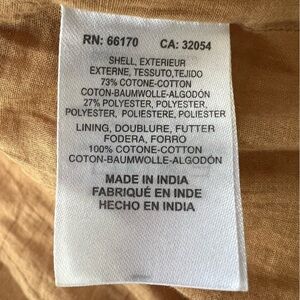 RN: 66170 CA: 32054
SHELL, EXTERIEUR
EXTERNE, TESSUTO,TEJIDO
73% COTONE-COTTON
COTON-BAUMWOLLE-ALGODÓN
27% POLYESTER, POLYESTER,
POLYESTER, POLIESTERE, POLIESTER
LINING, DOUBLURE, FUTTER
FODERA, FORRO
100% COTONE-COTTON
COTON-BAUMWOLLE-ALGODÓN
MADE IN INDIA
FABRIQUÉ EN INDE
HECHO EN INDIA